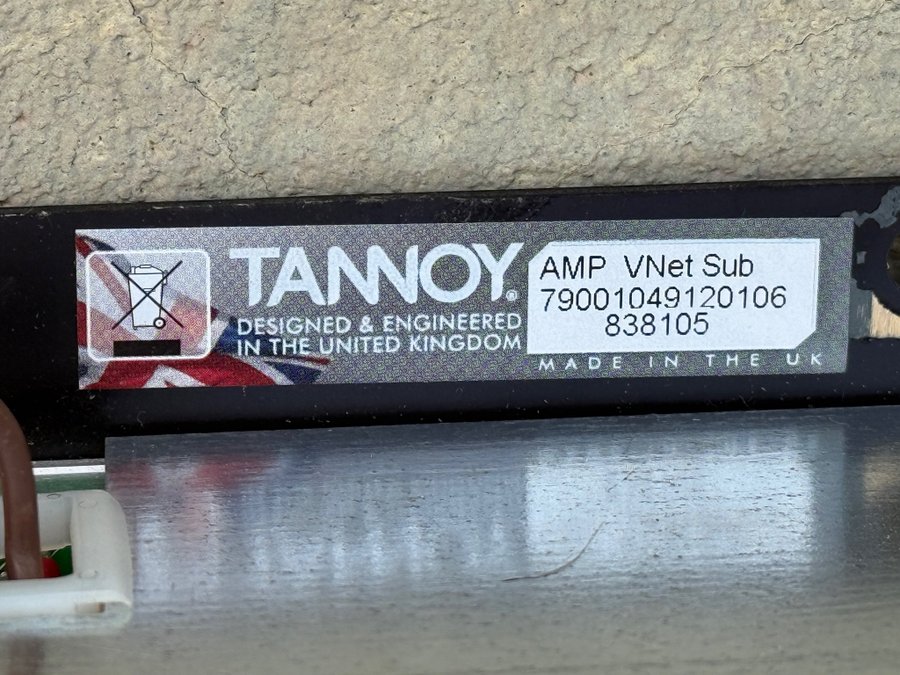 TANNOY®
DESIGNED & ENGINEERED
IN THE UNITED KINGDOM
AMP VNet Sub
79001049120106
838105
MADE IN THE UK